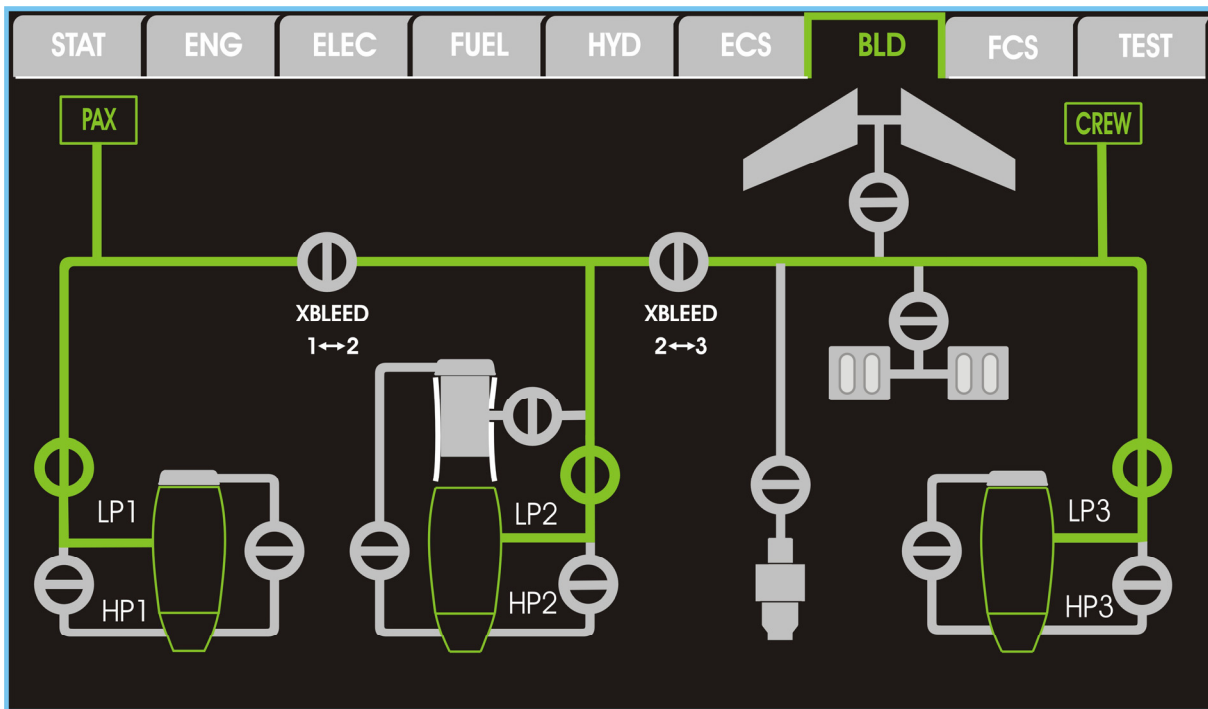 STAT ENG ELEC FUEL HYD ECS BLD FCS TEST
PAX
CREW
XBLEED
1↔2
XBLEED
2↔3
LP1
LP2
LP3
HP1
HP2
HP3